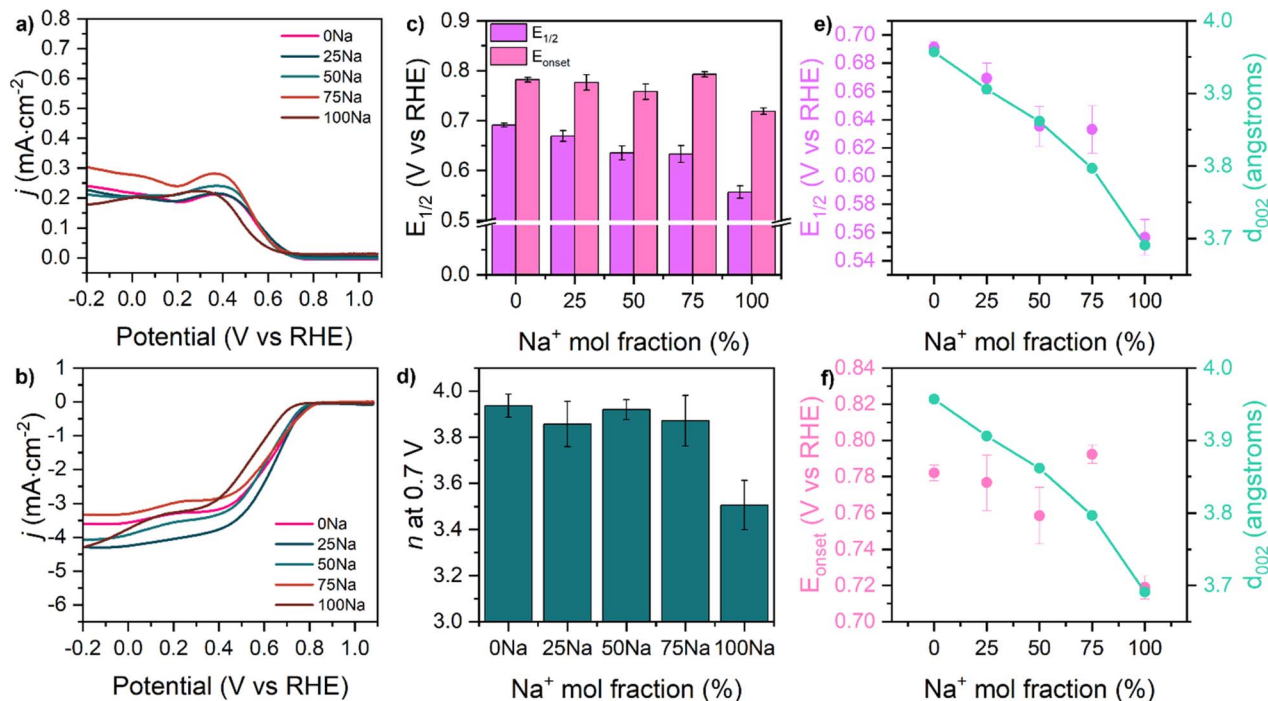 a)
0.8
0.7
0.6
0.5
0.4
0.3
0.2
0.1
0.0
j (mA·cm-2)
0Na
25Na
50Na
75Na
100Na
-0.2 0.0 0.2 0.4 0.6 0.8 1.0
Potential (V vs RHE)
b)
1
0
-1
-2
-3
-4
-5
-6
j (mA·cm-2)
0Na
25Na
50Na
75Na
100Na
-0.2 0.0 0.2 0.4 0.6 0.8 1.0
Potential (V vs RHE)
c)
0.9
0.8
0.7
0.6
0.5
0.0
E1/2 (V vs RHE)
E1/2
Eonset
0 25 50 75 100
Na+ mol fraction (%)
d)
4.0
3.8
3.6
3.4
3.2
3.0
n at 0.7 V
0Na 25Na 50Na 75Na 100Na
Na+ mol fraction (%)
e)
0.70
0.68
0.66
0.64
0.62
0.60
0.58
0.56
0.54
E1/2 (V vs RHE)
4.0
3.9
3.8
3.7
d002 (angstroms)
0 25 50 75 100
Na+ mol fraction (%)
f)
0.84
0.82
0.80
0.78
0.76
0.74
0.72
0.70
Eonset (V vs RHE)
4.0
3.9
3.8
3.7
d002 (angstroms)
0 25 50 75 100
Na+ mol fraction (%)